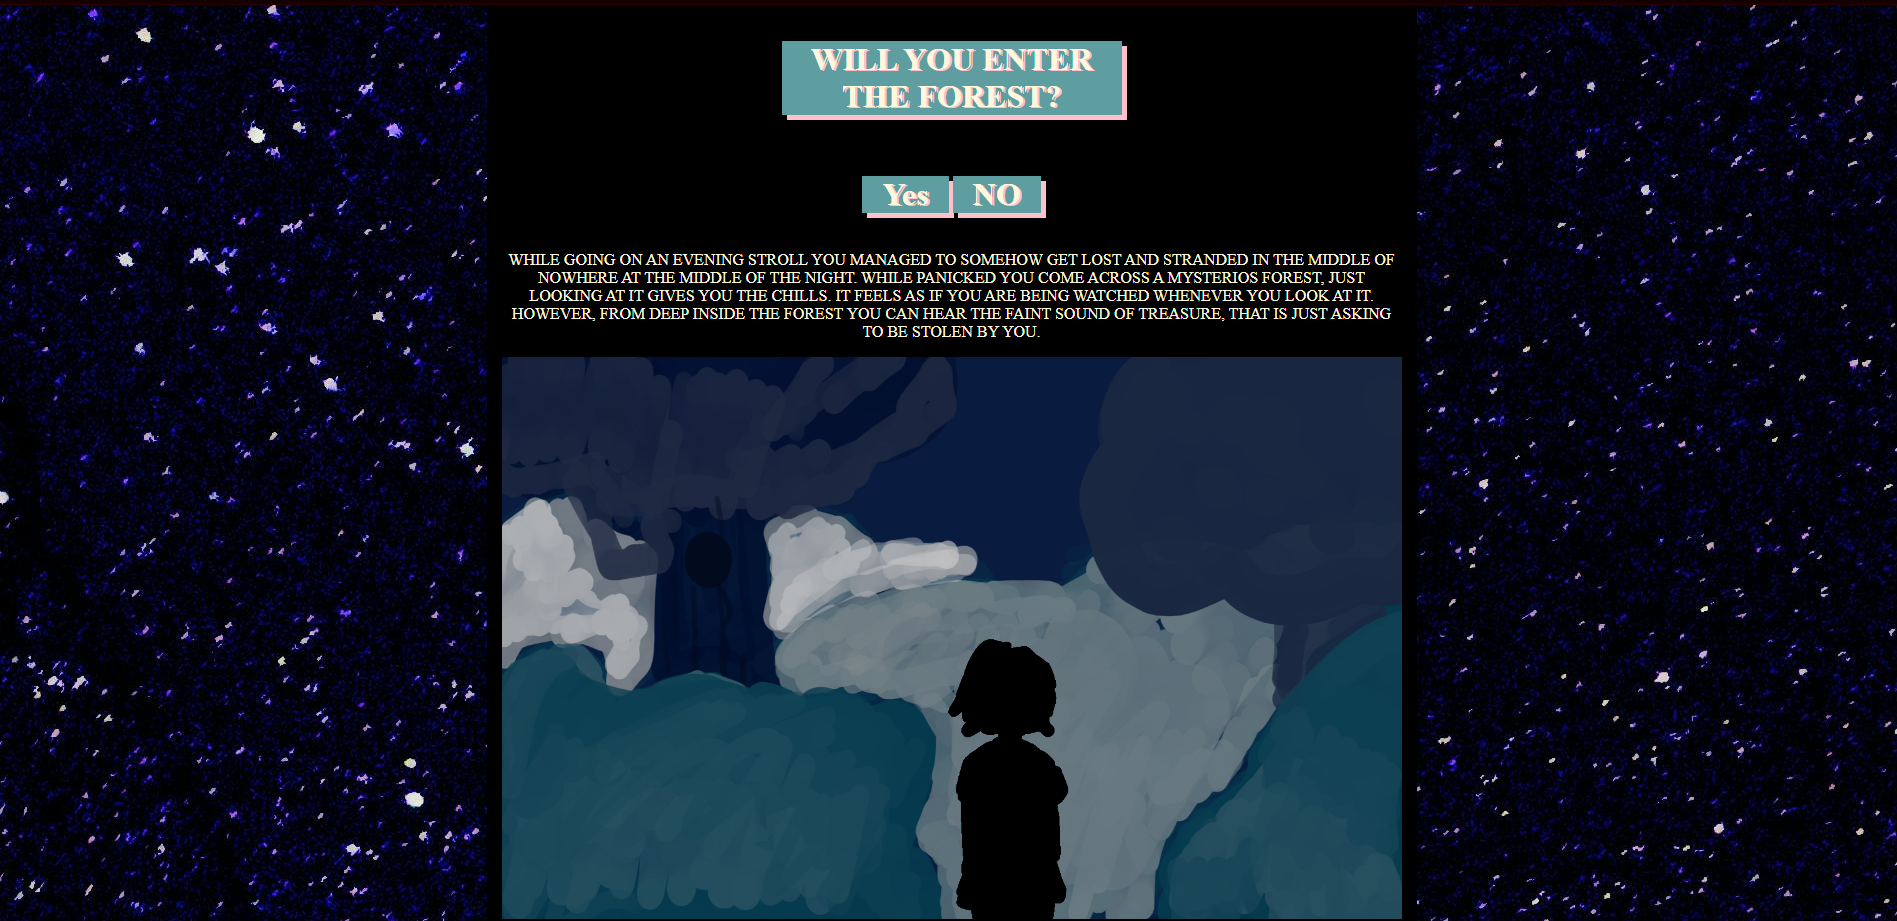 WILL YOU ENTER
THE FOREST?
Yes NO
WHILE GOING ON AN EVENING STROLL YOU MANAGED TO SOMEHOW GET LOST AND STRANDED IN THE MIDDLE OF
NOWHERE AT THE MIDDLE OF THE NIGHT. WHILE PANICKED YOU COME ACROSS A MYSTERIOS FOREST, JUST
LOOKING AT IT GIVES YOU THE CHILLS. IT FEELS AS IF YOU ARE BEING WATCHED WHENEVER YOU LOOK AT IT.
HOWEVER, FROM DEEP INSIDE THE FOREST YOU CAN HEAR THE FAINT SOUND OF TREASURE, THAT IS JUST ASKING
TO BE STOLEN BY YOU.